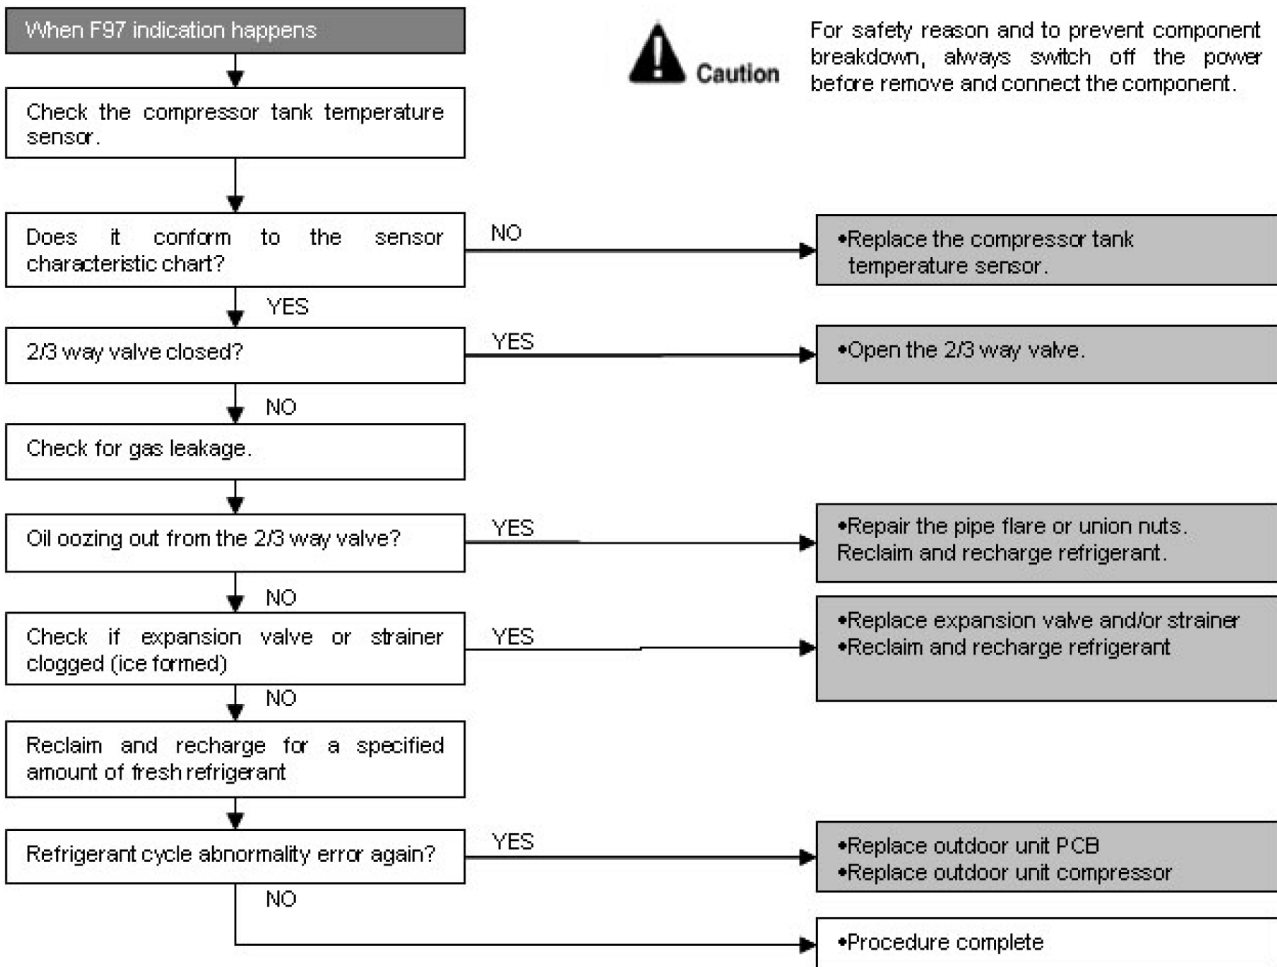 When F97 indication happens
For safety reason and to prevent component
breakdown, always switch off the power
before remove and connect the component.
Caution
Check the compressor tank temperature
sensor.
Does it conform to the sensor
characteristic chart?
NO
•Replace the compressor tank
temperature sensor.
YES
2/3 way valve closed?
YES
•Open the 2/3 way valve.
NO
Check for gas leakage.
Oil oozing out from the 2/3 way valve?
YES
•Repair the pipe flare or union nuts.
Reclaim and recharge refrigerant.
NO
Check if expansion valve or strainer
clogged (ice formed)
YES
•Replace expansion valve and/or strainer
•Reclaim and recharge refrigerant
NO
Reclaim and recharge for a specified
amount of fresh refrigerant
Refrigerant cycle abnormality error again?
YES
•Replace outdoor unit PCB
•Replace outdoor unit compressor
NO
•Procedure complete